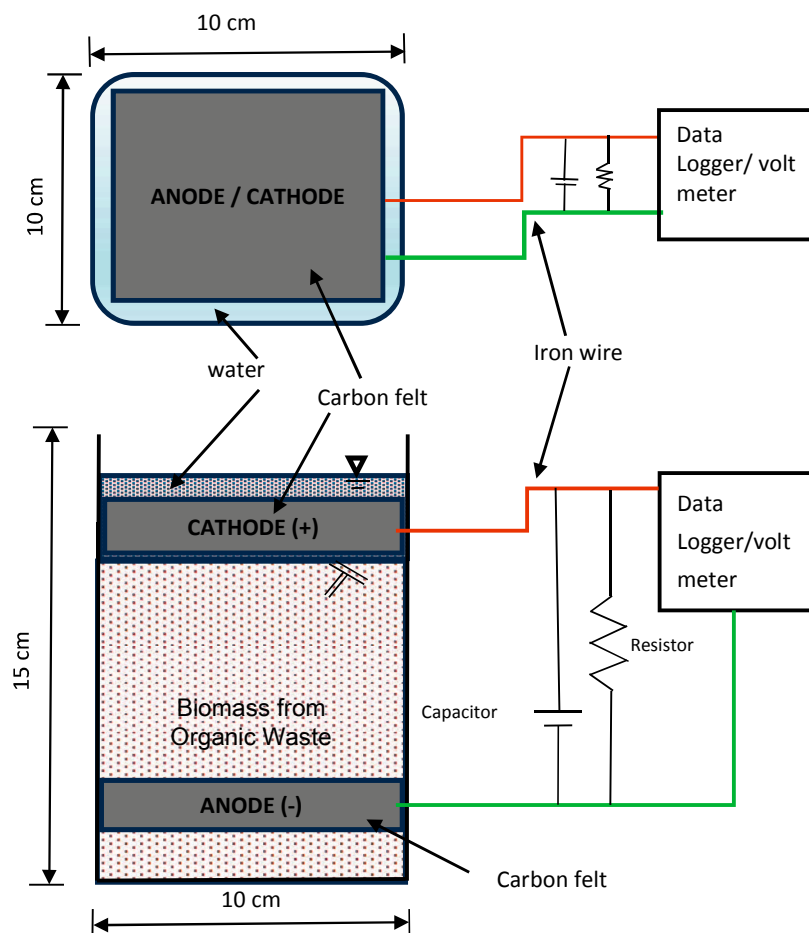 10 cm
10 cm
ANODE / CATHODE
Data
Logger/ volt
meter
water
Carbon felt
Iron wire
15 cm
CATHODE (+)
Data
Logger/volt
meter
Resistor
Capacitor
Biomass from
Organic Waste
ANODE (-)
Carbon felt
10 cm